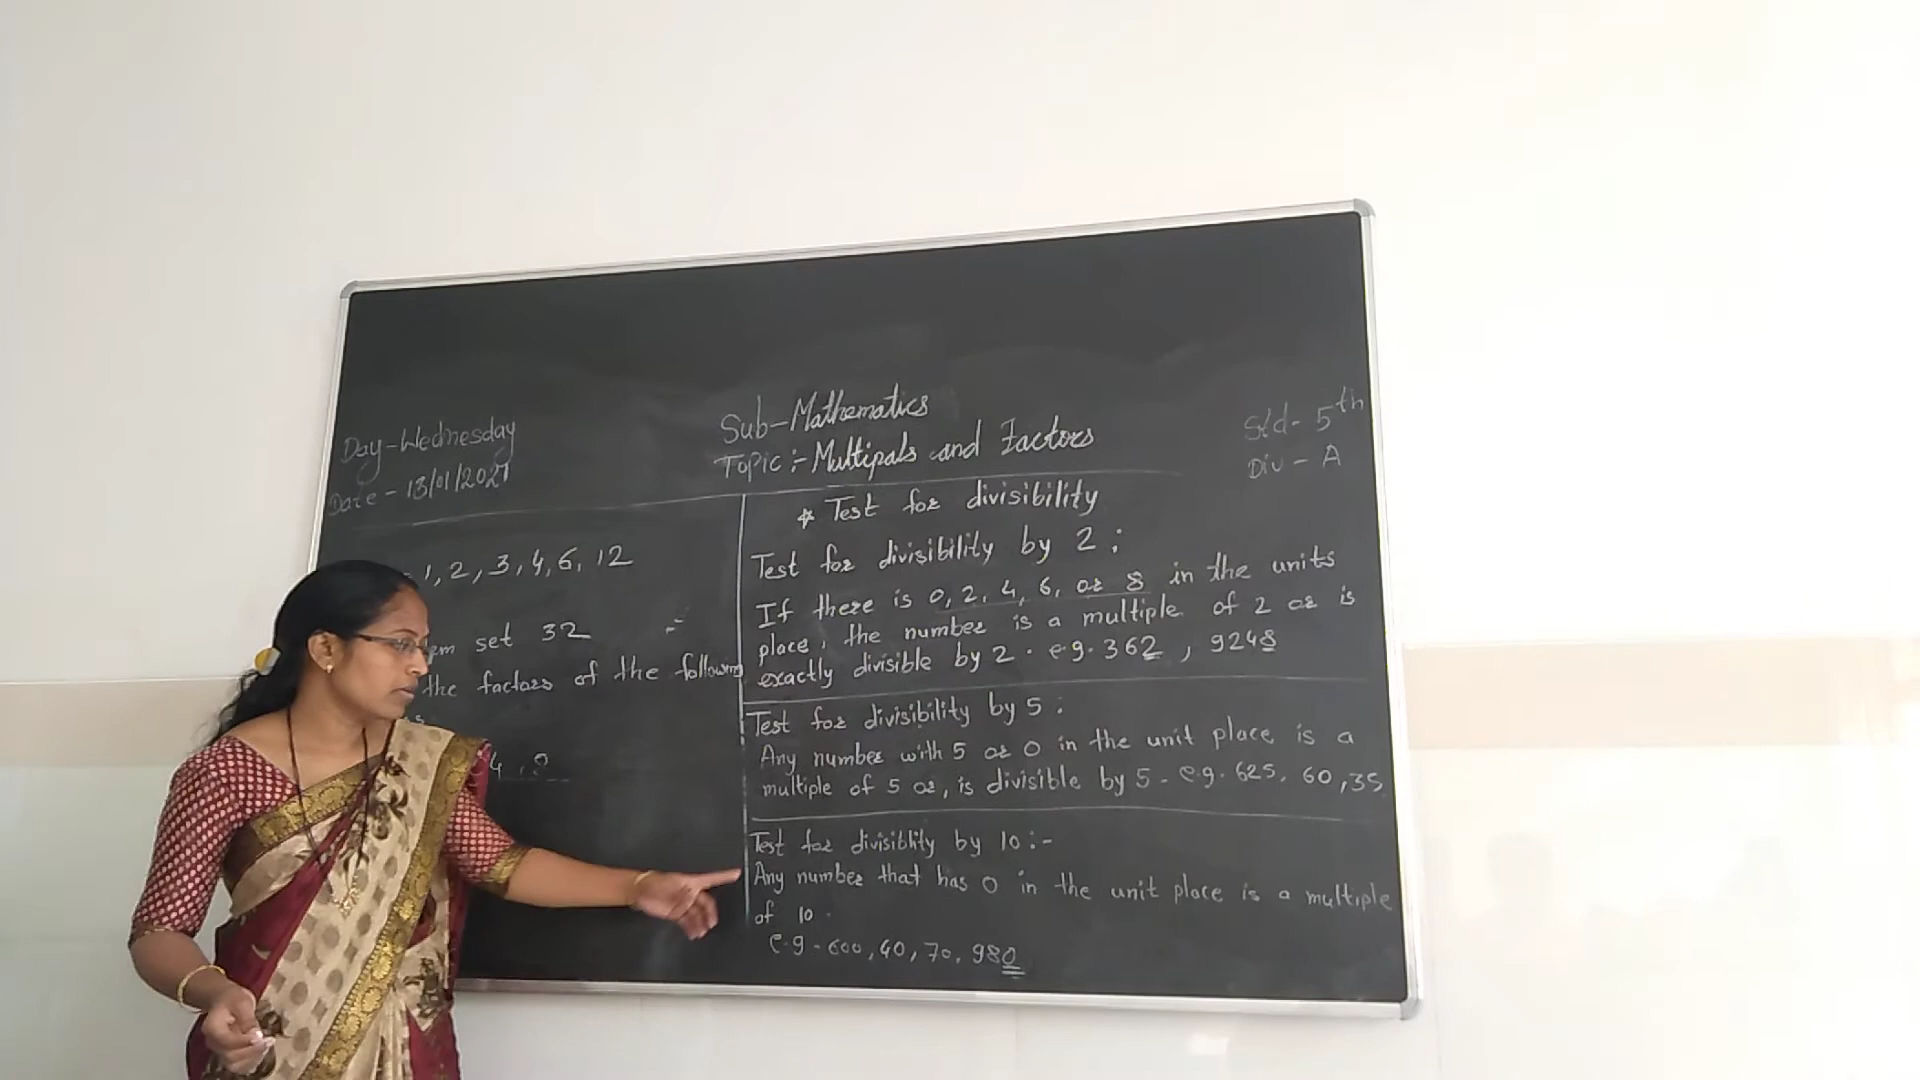 Day-Wednesday
Date - 13/01/2021
Sub-Mathematics
Topic :- Multipals and Factors
Std- 5th
Div - A
1, 2, 3, 4, 6, 12
set 32
the factors of the following
4, 8
* Test for divisibility
Test for divisibility by 2 :
If there is 0, 2, 4, 6, or 8 in the units
place, the number is a multiple of 2 or is
exactly divisible by 2. e.g. 362, 9248
Test for divisibility by 5 :
Any number with 5 or 0 in the unit place is a
multiple of 5 or, is divisible by 5 - e.g. 625, 60, 35
Test for divisiblity by 10 :-
Any number that has 0 in the unit place is a multiple
of 10.
e.g - 600, 40, 70, 980